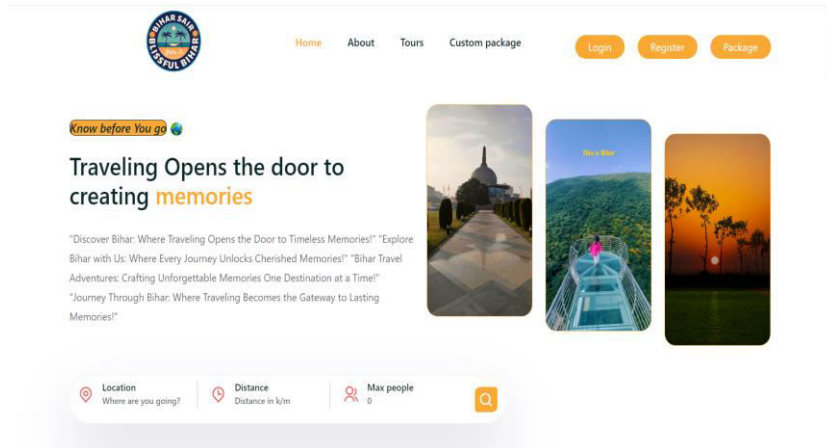 BIHAR SAIR
BLISSFUL BIHAR
Home About Tours Custom package Login Register Package
Know before You go
Traveling Opens the door to
creating memories
"Discover Bihar: Where Traveling Opens the Door to Timeless Memories!" "Explore
Bihar with Us: Where Every Journey Unlocks Cherished Memories!" "Bihar Travel
Adventures: Crafting Unforgettable Memories One Destination at a Time!"
"Journey Through Bihar: Where Traveling Becomes the Gateway to Lasting
Memories!"
This is Bihar
Location Distance Max people
Where are you going? Distance in k/m 0